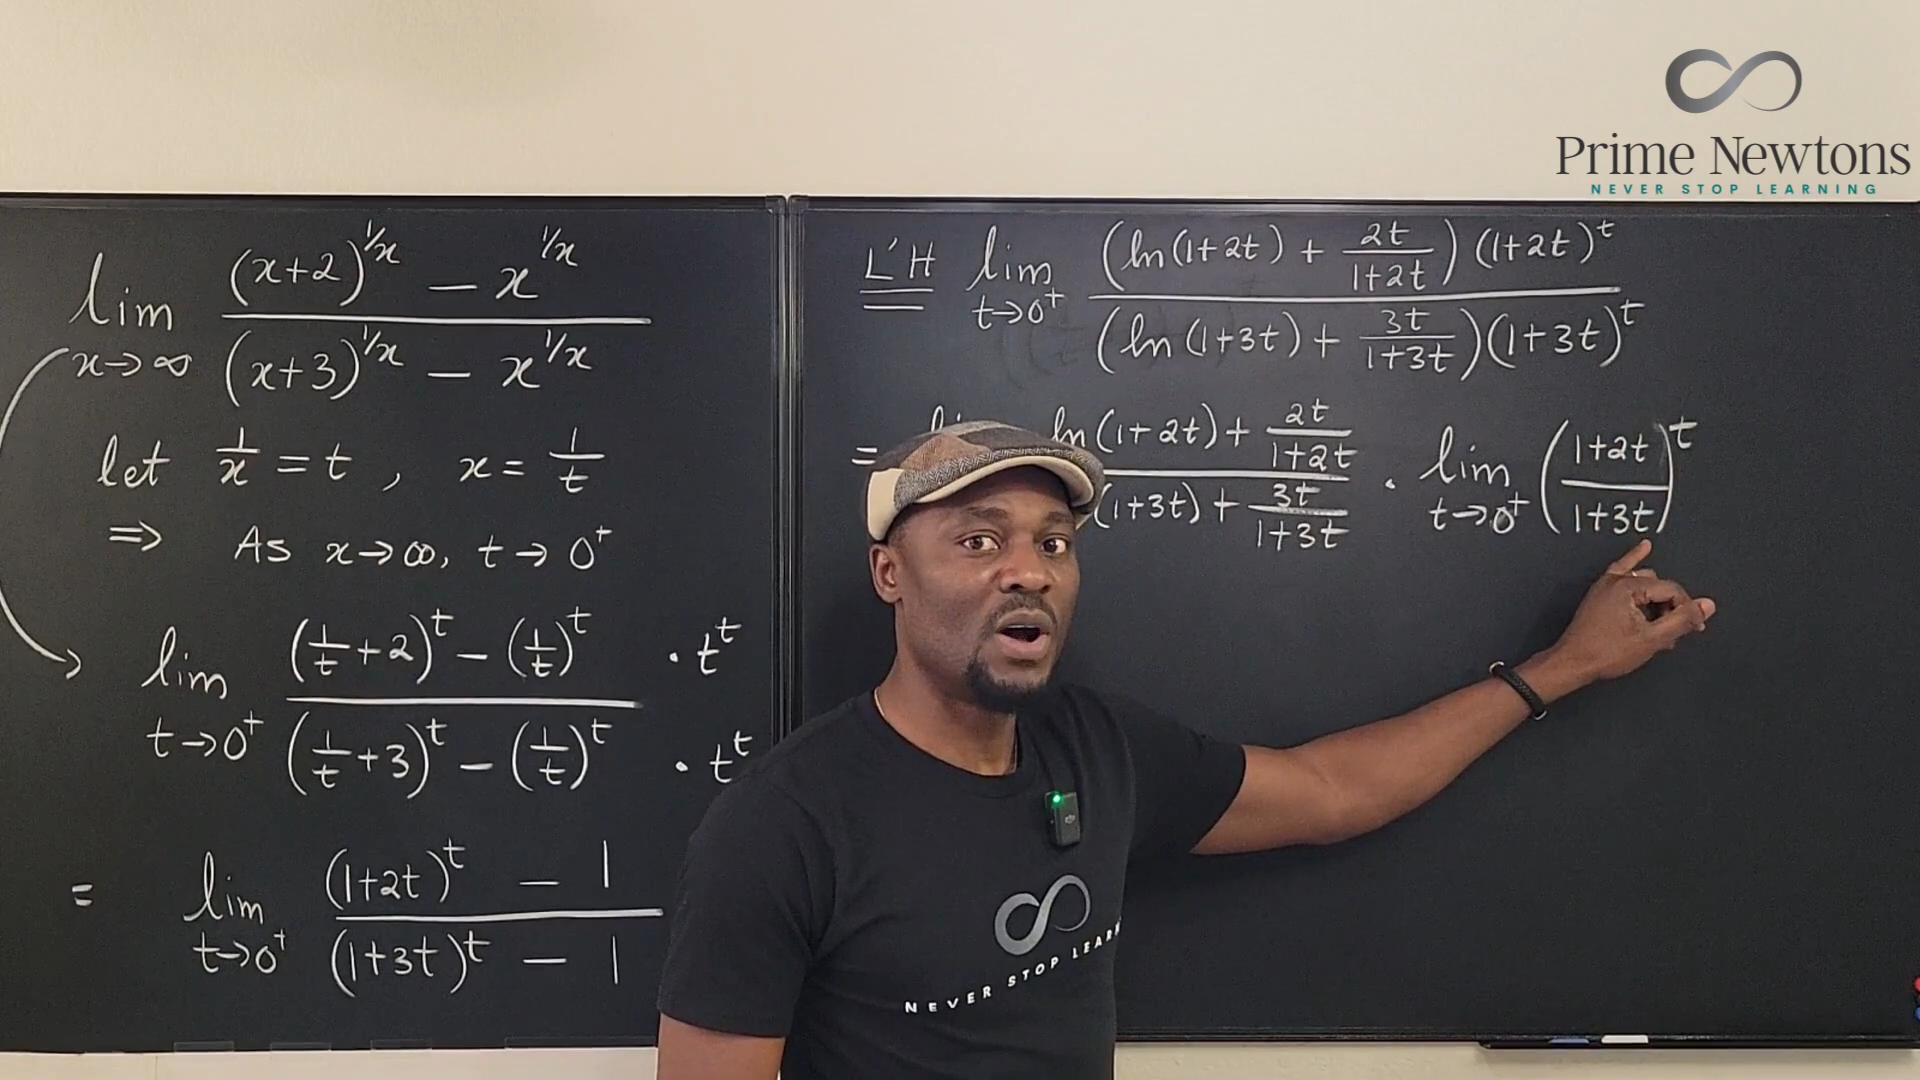 Prime Newtons
NEVER STOP LEARNING
lim x→∞ ((x+2)^(1/x) − x^(1/x)) / ((x+3)^(1/x) − x^(1/x))
let 1/x = t , x = 1/t
⇒ As x→∞, t → 0⁺
lim t→0⁺ ((1/t+2)^t − (1/t)^t) / ((1/t+3)^t − (1/t)^t) · t^t / · t^t
= lim t→0⁺ ((1+2t)^t − 1) / ((1+3t)^t − 1)
L'H lim t→0⁺ ((ln(1+2t) + 2t/(1+2t)) (1+2t)^t) / ((ln(1+3t) + 3t/(1+3t)) (1+3t)^t)
= ln(1+2t) + 2t/(1+2t) / (1+3t) + 3t/(1+3t) · lim t→0⁺ ((1+2t)/(1+3t))^t
NEVER STOP LEARN